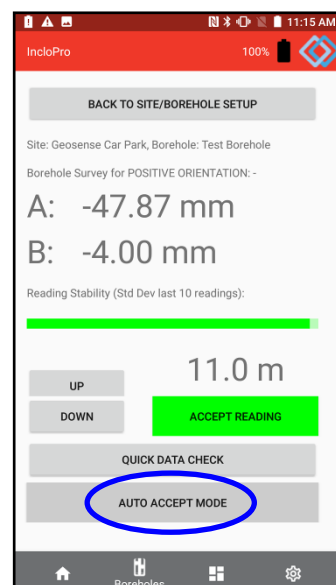 11:15 AM
IncloPro
100%
BACK TO SITE/BOREHOLE SETUP
Site: Geosense Car Park, Borehole: Test Borehole
Borehole Survey for POSITIVE ORIENTATION: -
A: -47.87 mm
B: -4.00 mm
Reading Stability (Std Dev last 10 readings):
11.0 m
UP
DOWN
ACCEPT READING
QUICK DATA CHECK
AUTO ACCEPT MODE
Boreholes